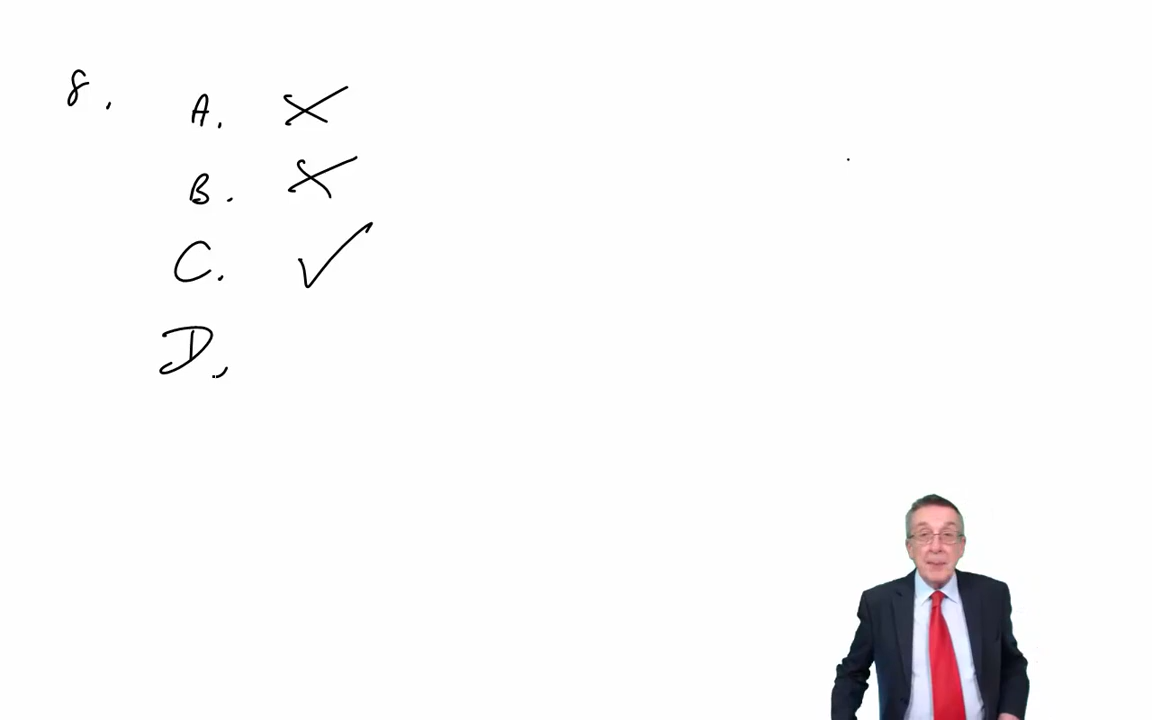 8. A. ✗
B. ✗
C. ✓
D.